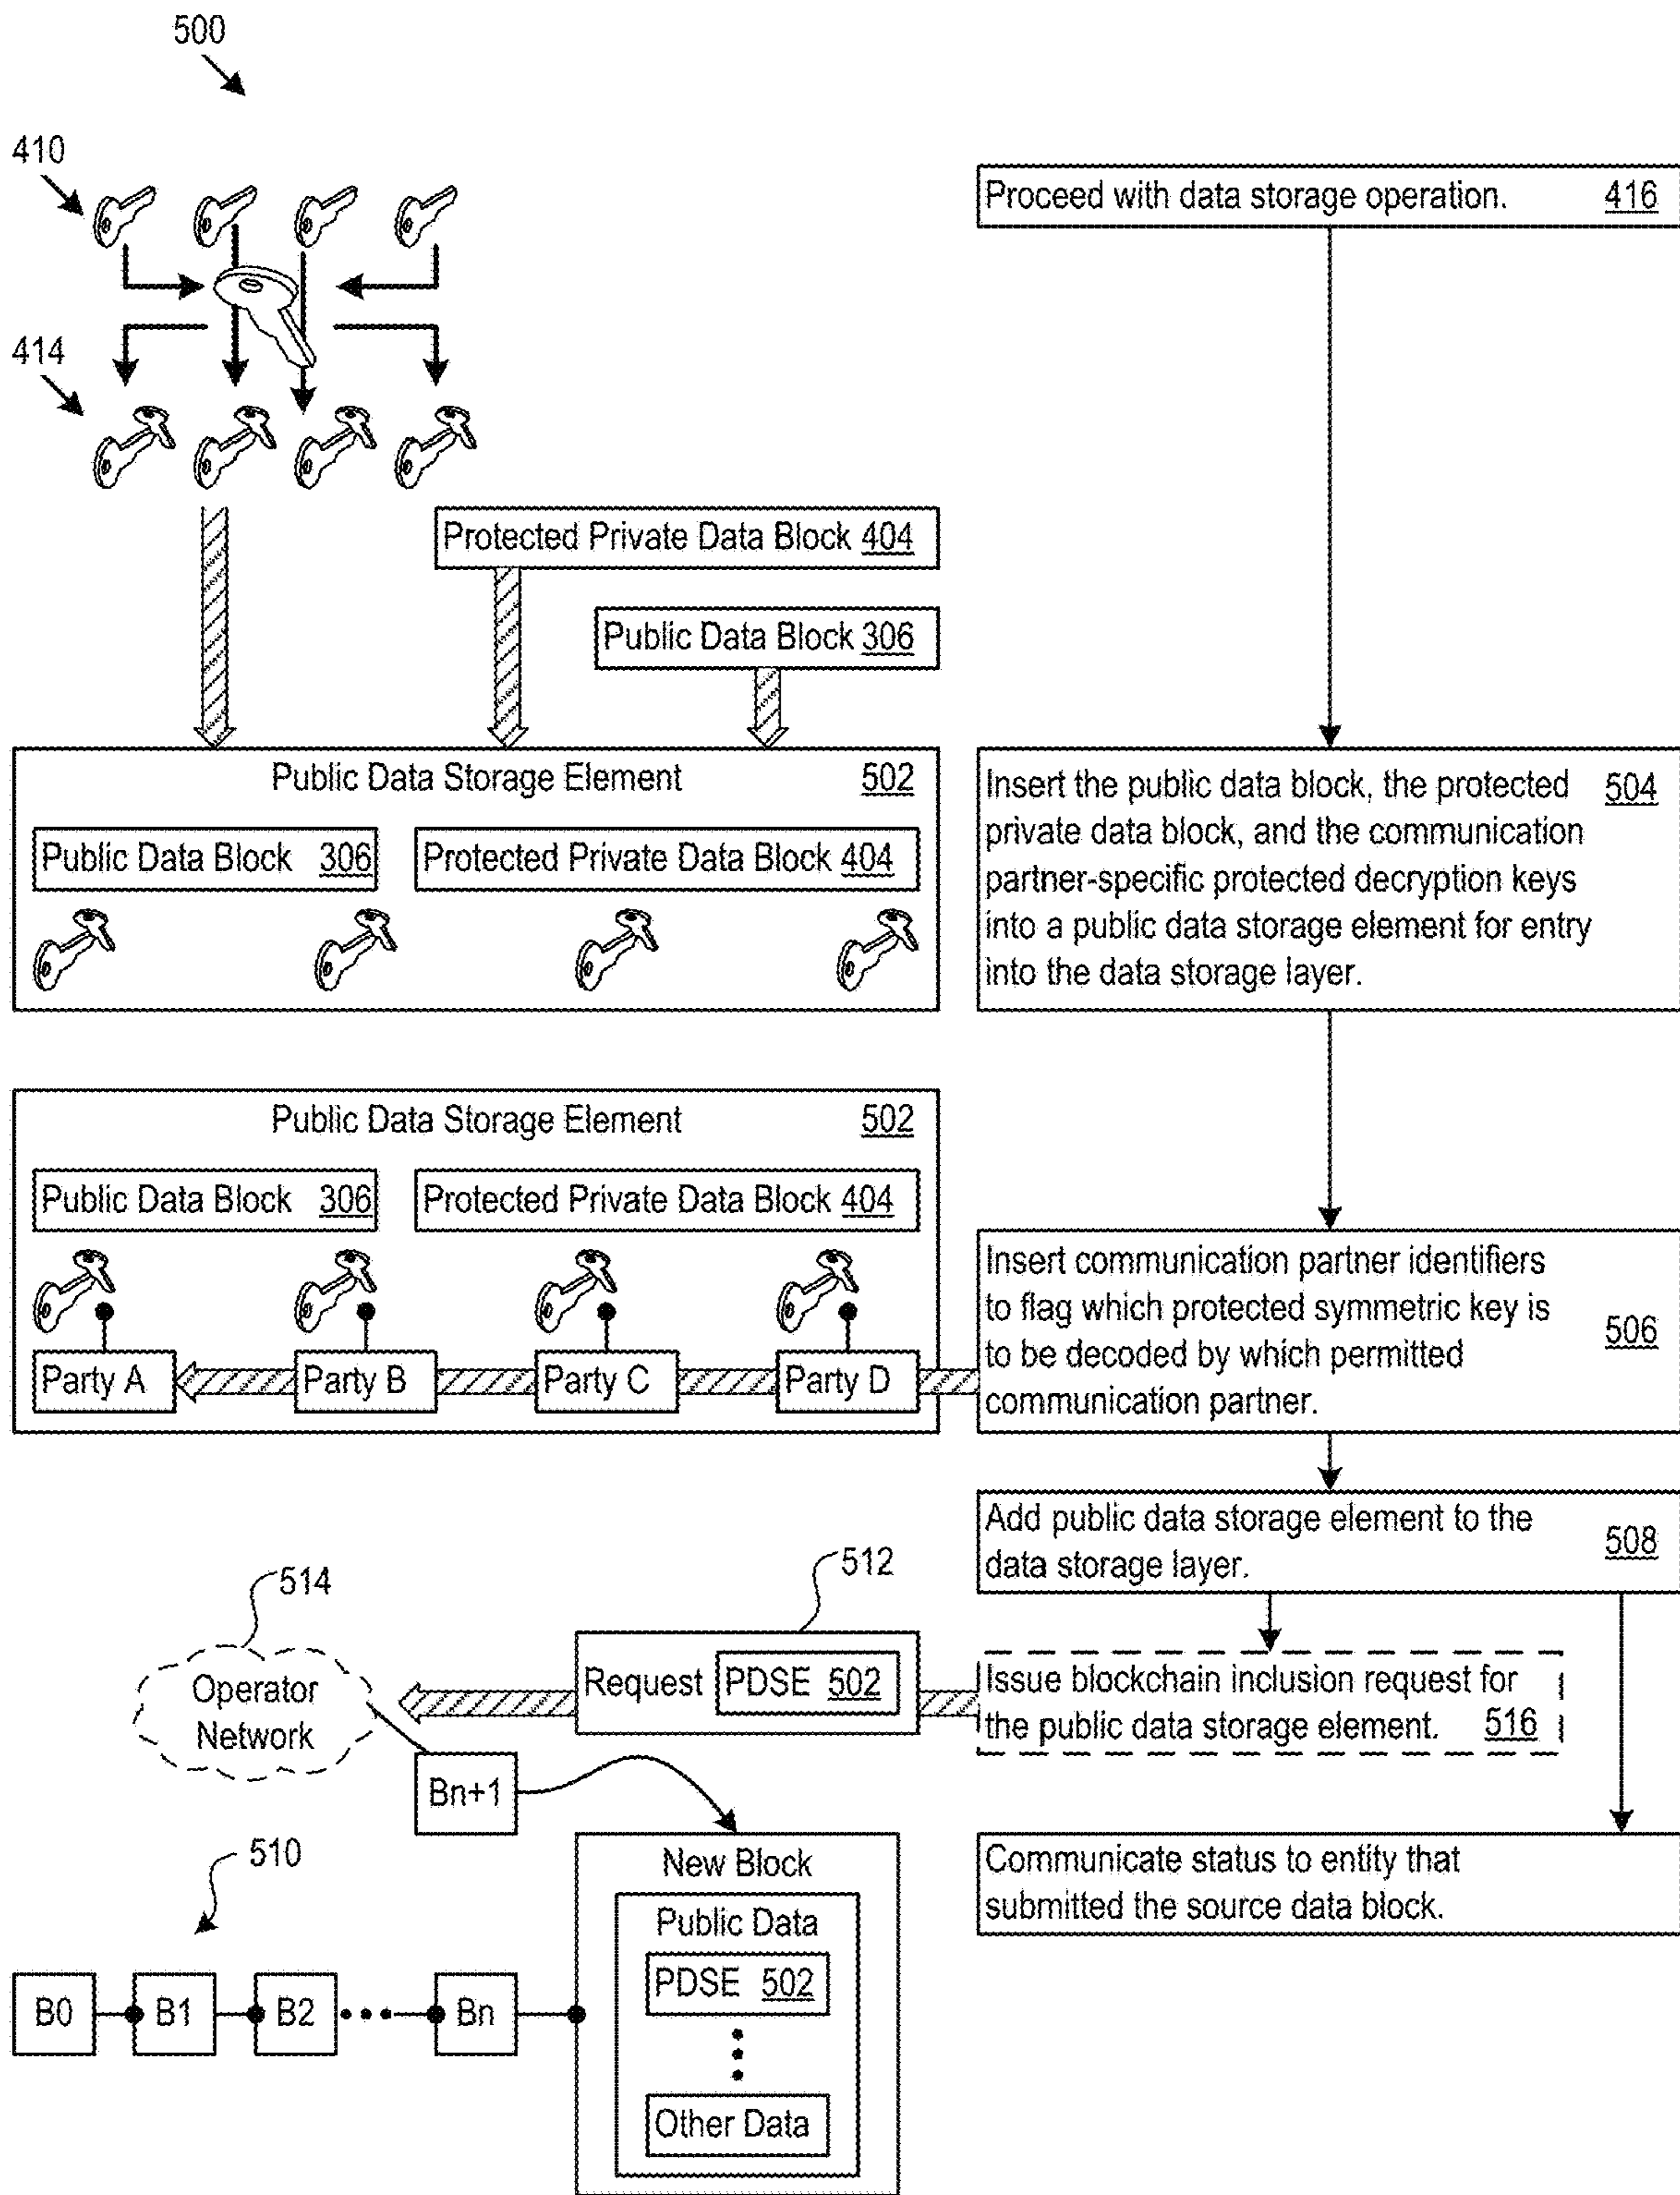 500
410
Proceed with data storage operation. 416
414
Protected Private Data Block 404
Public Data Block 306
Public Data Storage Element 502
Public Data Block 306
Protected Private Data Block 404
Insert the public data block, the protected 504
private data block, and the communication
partner-specific protected decryption keys
into a public data storage element for entry
into the data storage layer.
Public Data Storage Element 502
Public Data Block 306
Protected Private Data Block 404
Party A
Party B
Party C
Party D
Insert communication partner identifiers
to flag which protected symmetric key is
506
to be decoded by which permitted
communication partner.
Add public data storage element to the
508
data storage layer.
514
512
Operator
Network
Request
PDSE 502
Issue blockchain inclusion request for
the public data storage element. 516
Bn+1
510
New Block
Public Data
PDSE 502
Other Data
Communicate status to entity that
submitted the source data block.
B0
B1
B2
Bn